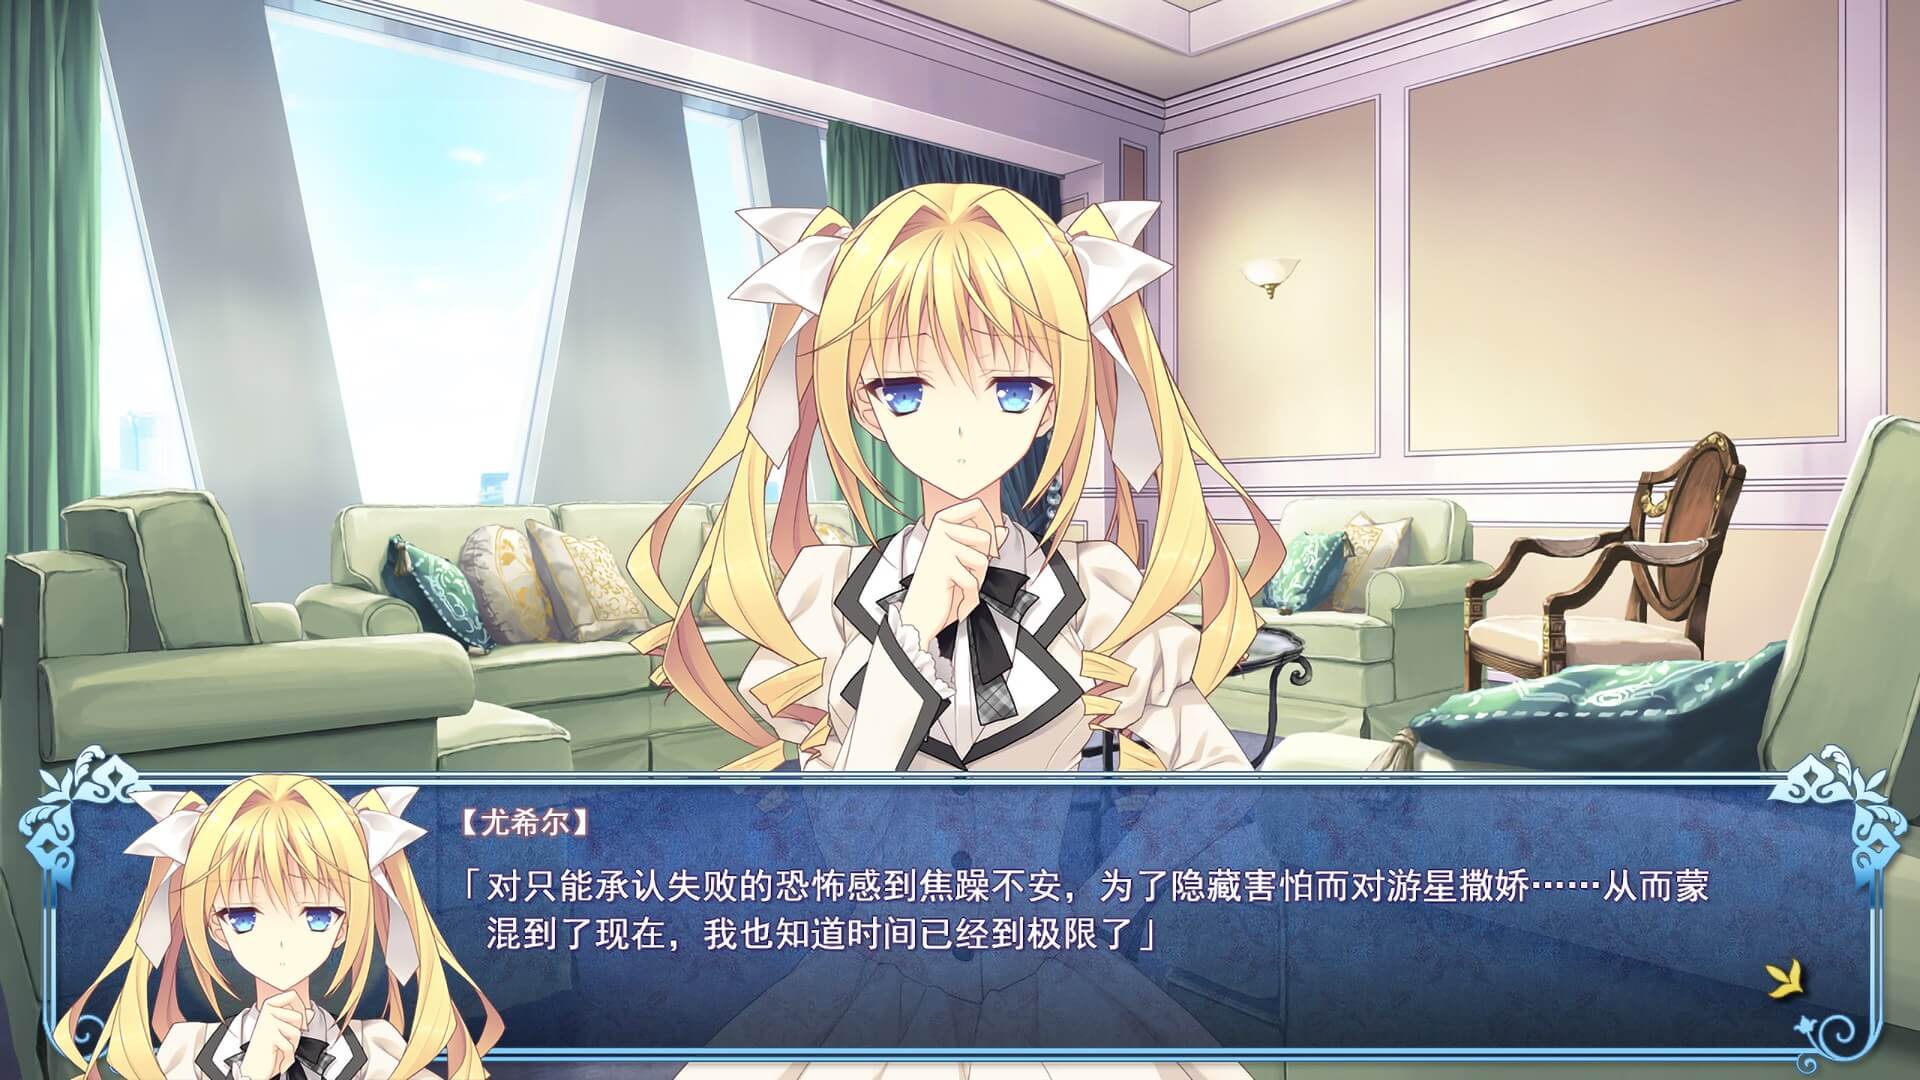 【尤希尔】
「对只能承认失败的恐怖感到焦躁不安，为了隐藏害怕而对游星撒娇……从而蒙
混到了现在，我也知道时间已经到极限了」